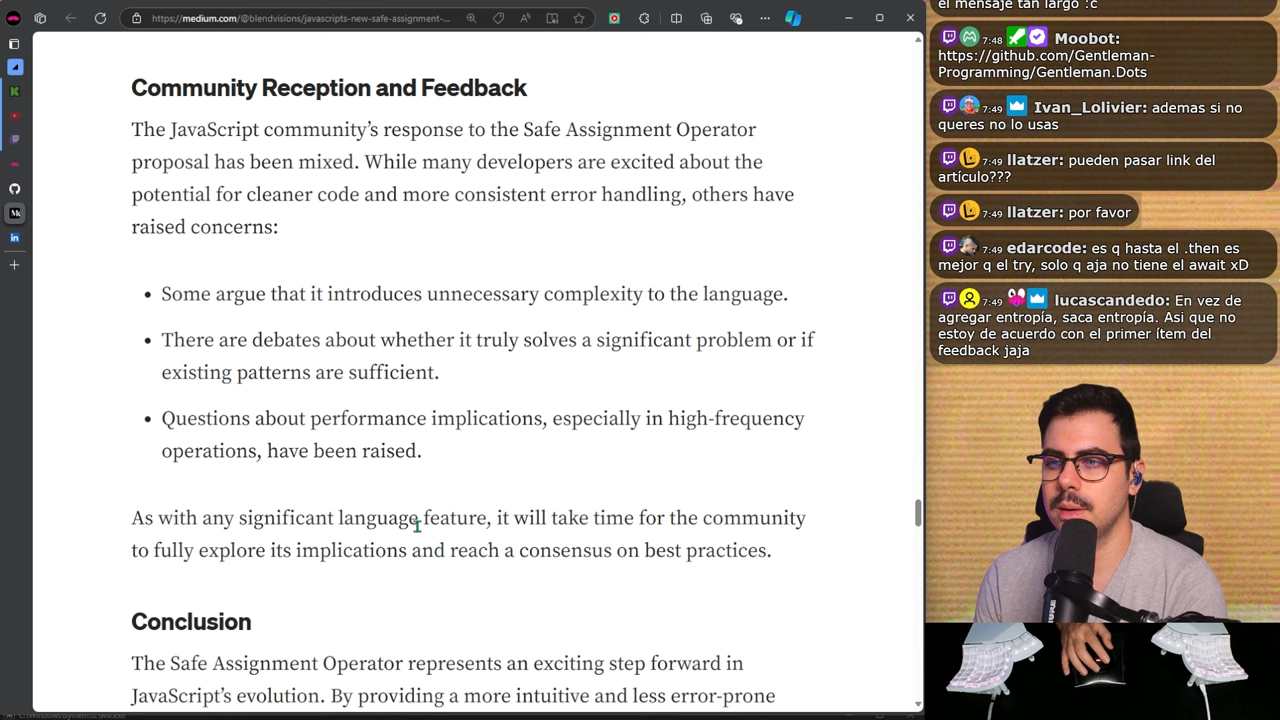 https://medium.com/@blendvisions/javascripts-new-safe-assignment-...
Community Reception and Feedback
The JavaScript community's response to the Safe Assignment Operator
proposal has been mixed. While many developers are excited about the
potential for cleaner code and more consistent error handling, others have
raised concerns:
• Some argue that it introduces unnecessary complexity to the language.
• There are debates about whether it truly solves a significant problem or if
existing patterns are sufficient.
• Questions about performance implications, especially in high-frequency
operations, have been raised.
As with any significant language feature, it will take time for the community
to fully explore its implications and reach a consensus on best practices.
Conclusion
The Safe Assignment Operator represents an exciting step forward in
JavaScript's evolution. By providing a more intuitive and less error-prone
el mensaje tan largo :c
7:48 Moobot:
https://github.com/Gentleman-
Programming/Gentleman.Dots
7:49 Ivan_Lolivier: ademas si no
queres no lo usas
7:49 llatzer: pueden pasar link del
artículo???
7:49 llatzer: por favor
7:49 edarcode: es q hasta el .then es
mejor q el try, solo q aja no tiene el await xD
7:49 lucascandedo: En vez de
agregar entropía, saca entropía. Asi que no
estoy de acuerdo con el primer ítem del
feedback jaja